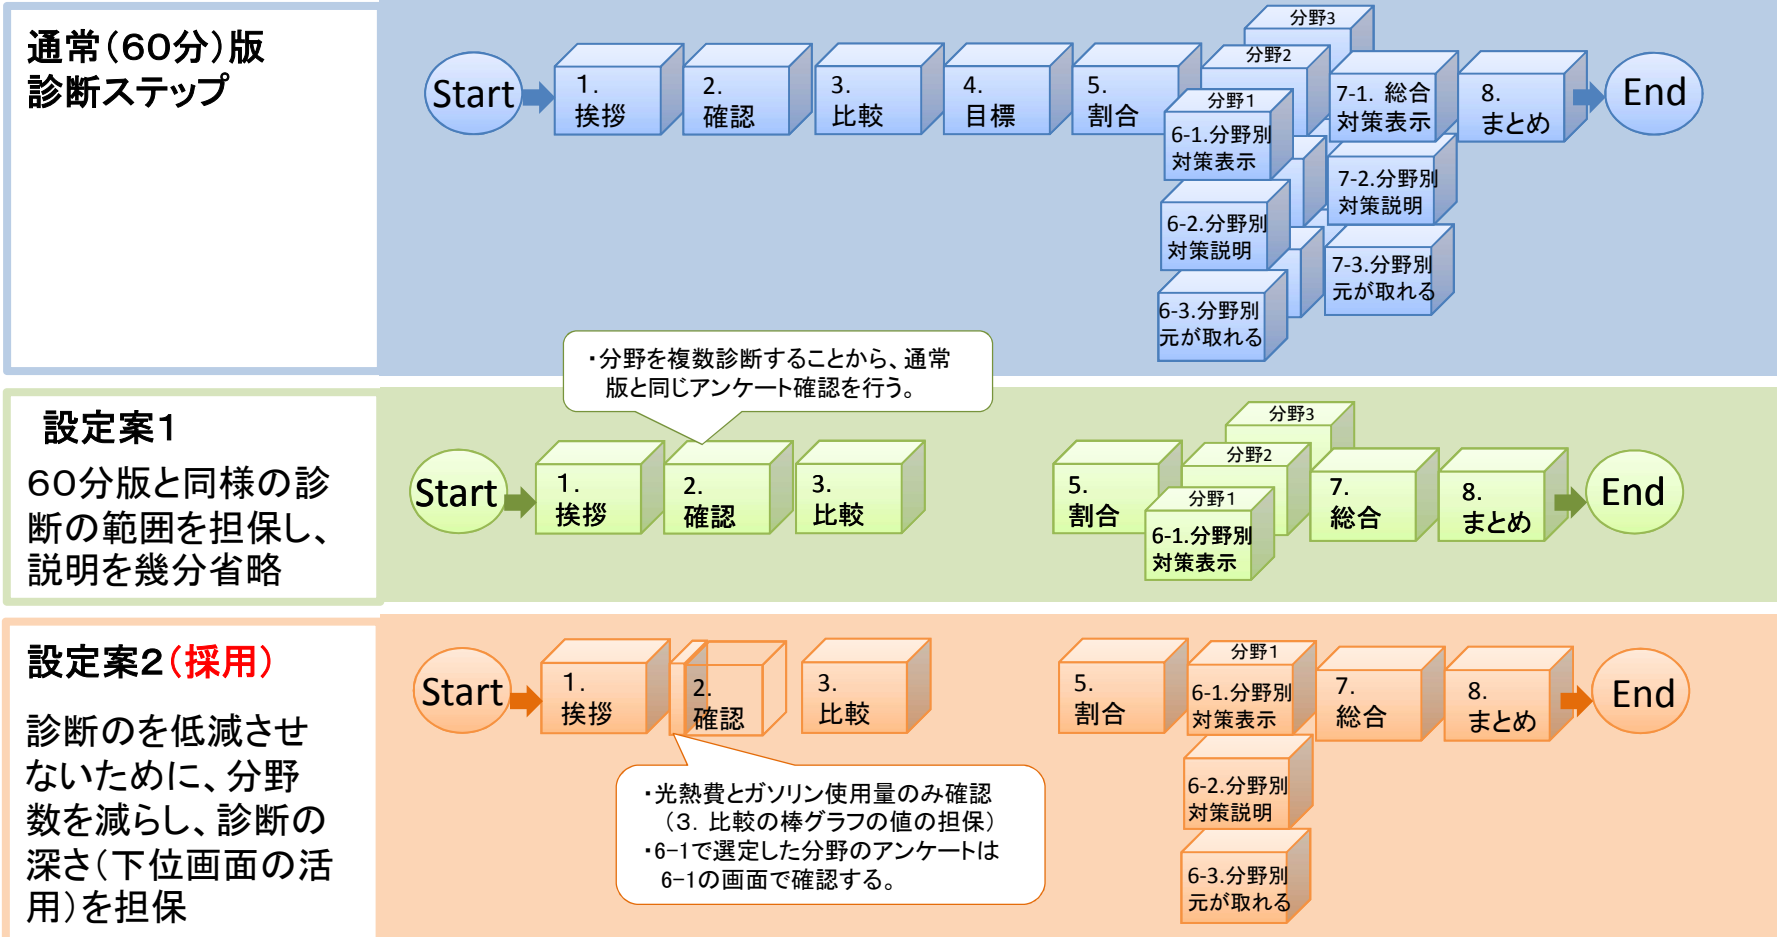 通常（60分）版
診断ステップ
Start
1.
挨拶
2.
確認
3.
比較
4.
目標
5.
割合
分野3
分野2
分野1
6-1.分野別
対策表示
6-2.分野別
対策説明
6-3.分野別
元が取れる
7-1. 総合
対策表示
7-2.分野別
対策説明
7-3.分野別
元が取れる
8.
まとめ
End
・分野を複数診断することから、通常
版と同じアンケート確認を行う。
設定案1
60分版と同様の診
断の範囲を担保し、
説明を幾分省略
Start
1.
挨拶
2.
確認
3.
比較
5.
割合
分野3
分野2
分野1
6-1.分野別
対策表示
7.
総合
8.
まとめ
End
設定案2（採用）
診断のを低減させ
ないために、分野
数を減らし、診断の
深さ（下位画面の活
用）を担保
Start
1.
挨拶
2.
確認
3.
比較
5.
割合
分野1
6-1.分野別
対策表示
6-2.分野別
対策説明
6-3.分野別
元が取れる
7.
総合
8.
まとめ
End
・光熱費とガソリン使用量のみ確認
（3．比較の棒グラフの値の担保）
・6-1で選定した分野のアンケートは
6-1の画面で確認する。